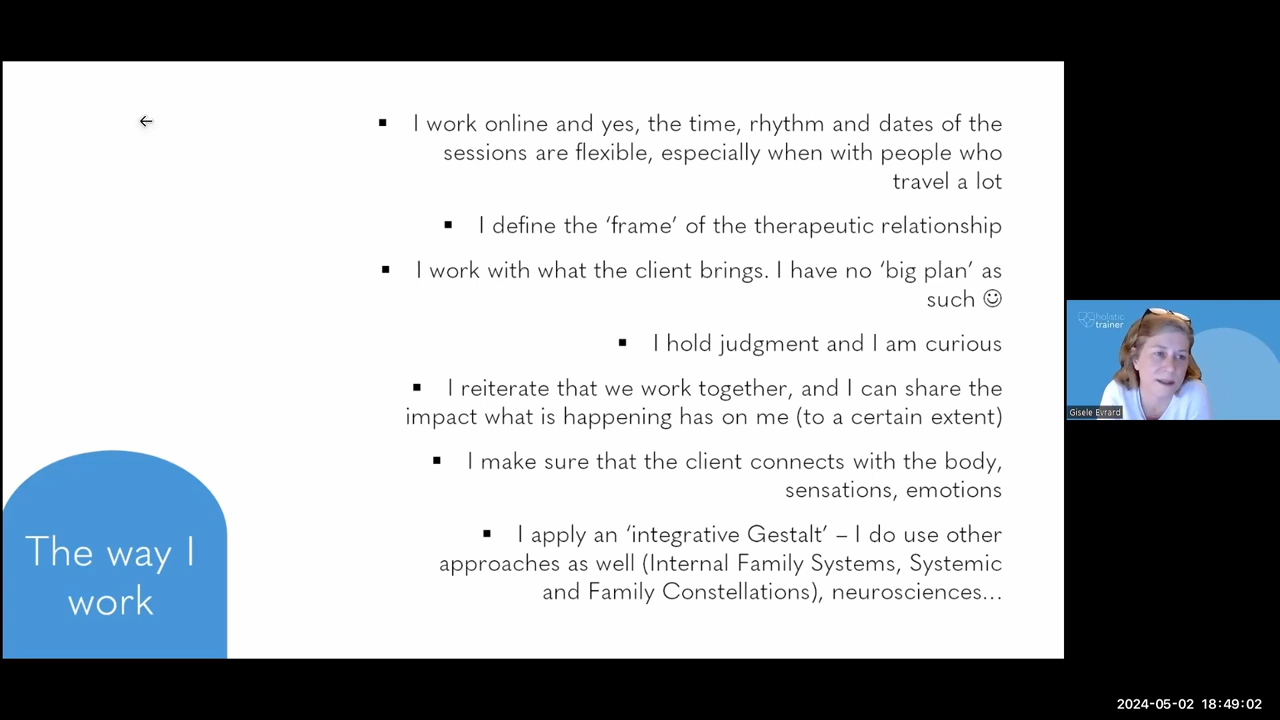 ▪ I work online and yes, the time, rhythm and dates of the
sessions are flexible, especially when with people who
travel a lot
▪ I define the ‘frame’ of the therapeutic relationship
▪ I work with what the client brings. I have no ‘big plan’ as
such ☺
▪ I hold judgment and I am curious
▪ I reiterate that we work together, and I can share the
impact what is happening has on me (to a certain extent)
▪ I make sure that the client connects with the body,
sensations, emotions
▪ I apply an ‘integrative Gestalt’ – I do use other
approaches as well (Internal Family Systems, Systemic
and Family Constellations), neurosciences...
The way I
work
holistic
trainer
Gisele Evrard
2024-05-02 18:49:02